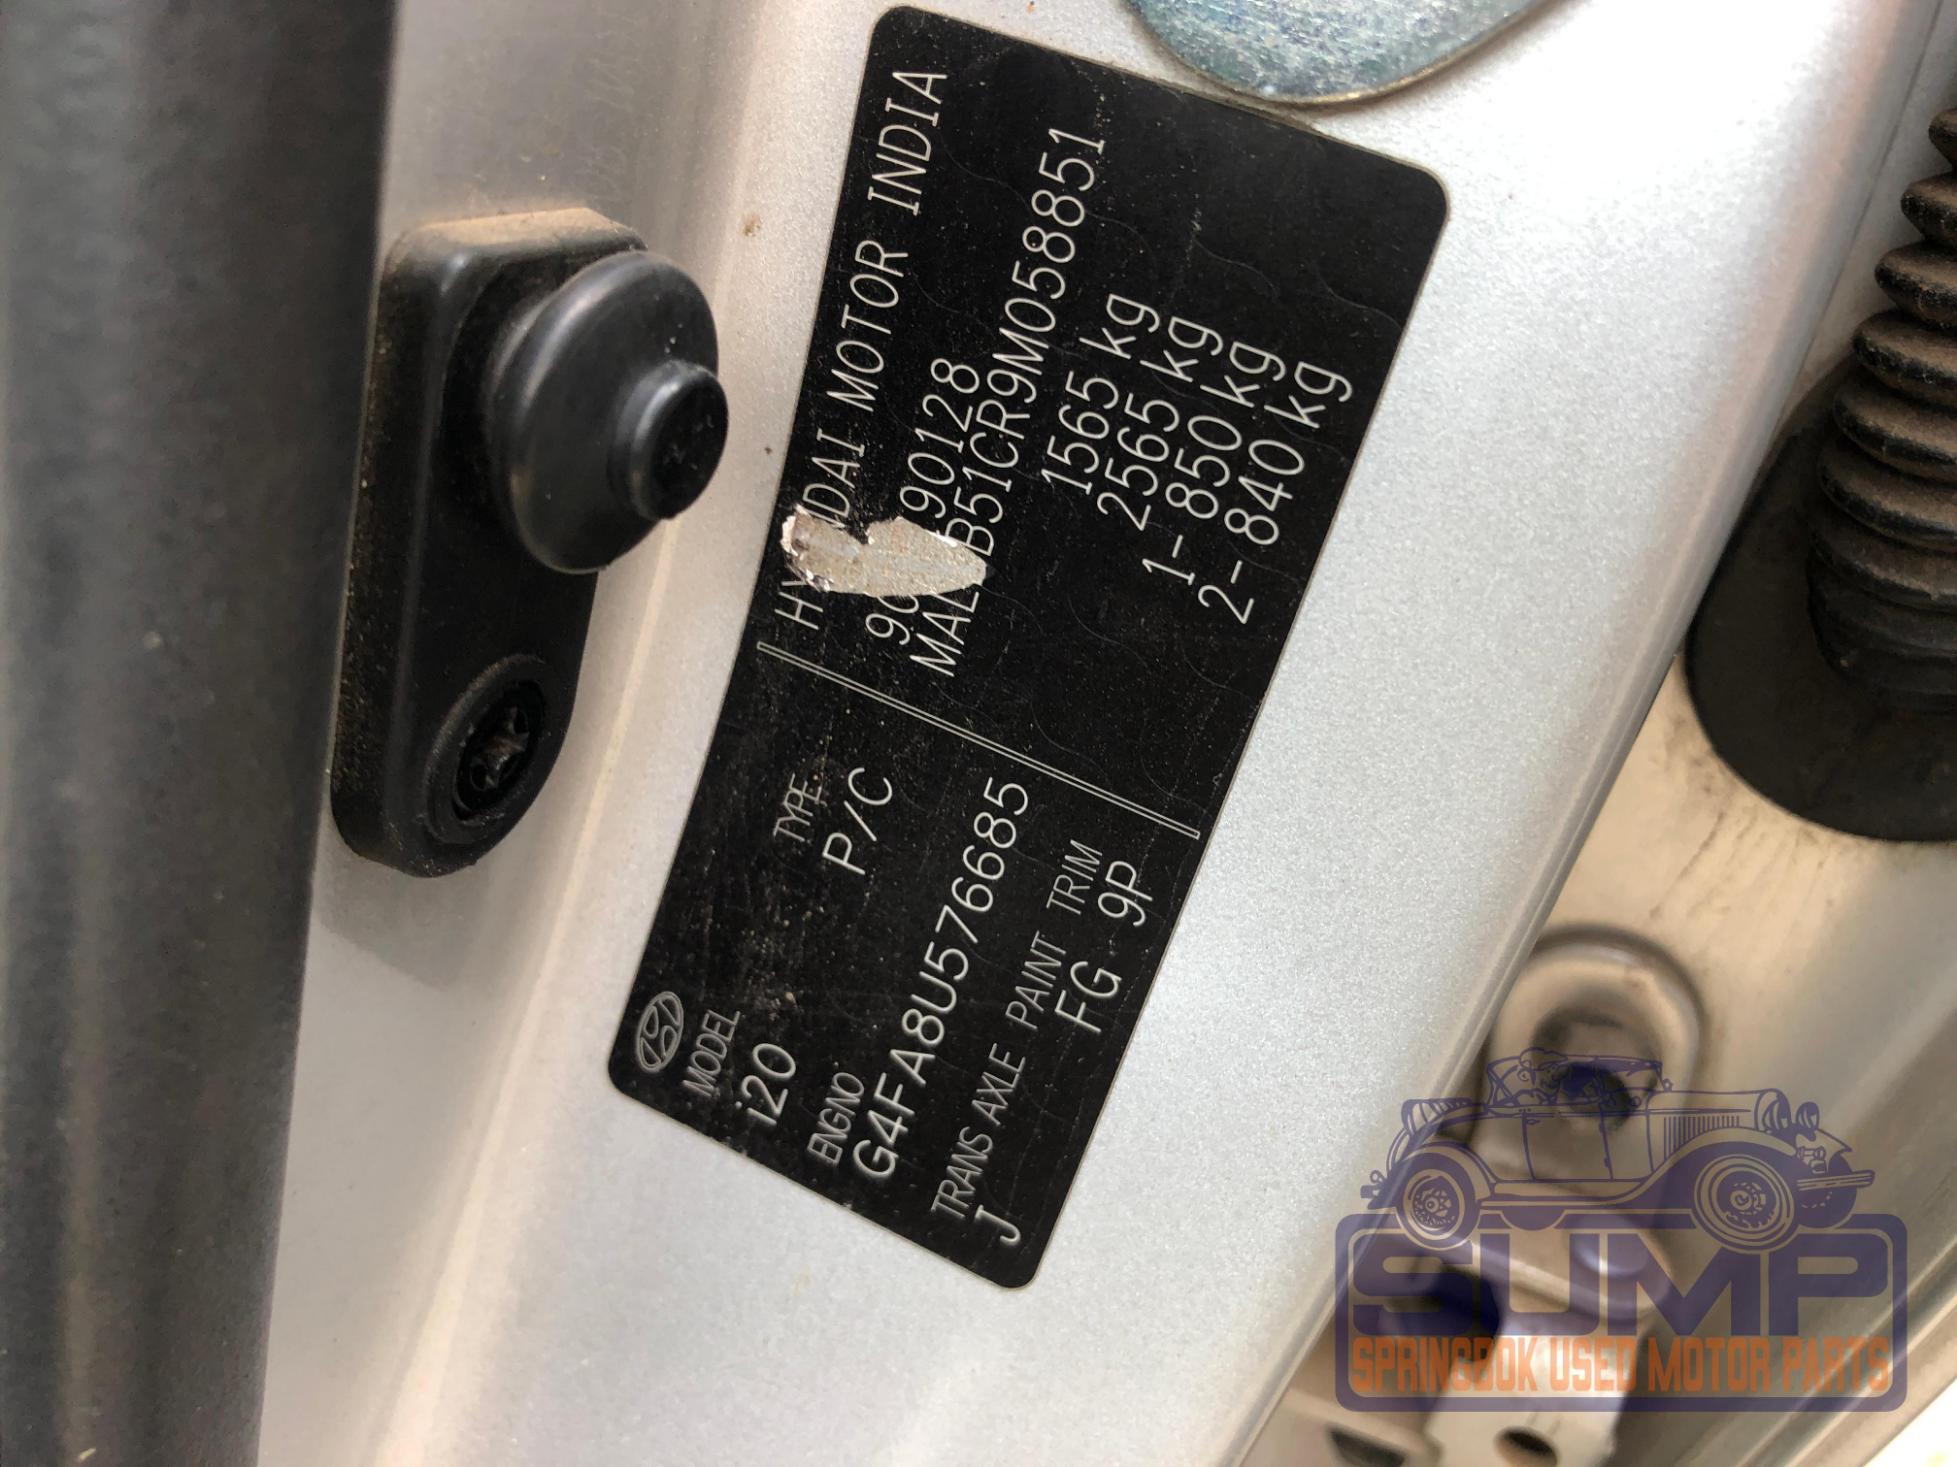 HYUNDAI MOTOR INDIA
90128
B51CR9M058851
1565 kg
2565 kg
1- 850 kg
2- 840 kg
MODEL TYPE
i20 P/C
ENGNO
G4FA8U576685
TRANS AXLE PAINT TRIM
J FG 9P
SUMP
SPRINGBOK USED MOTOR PARTS